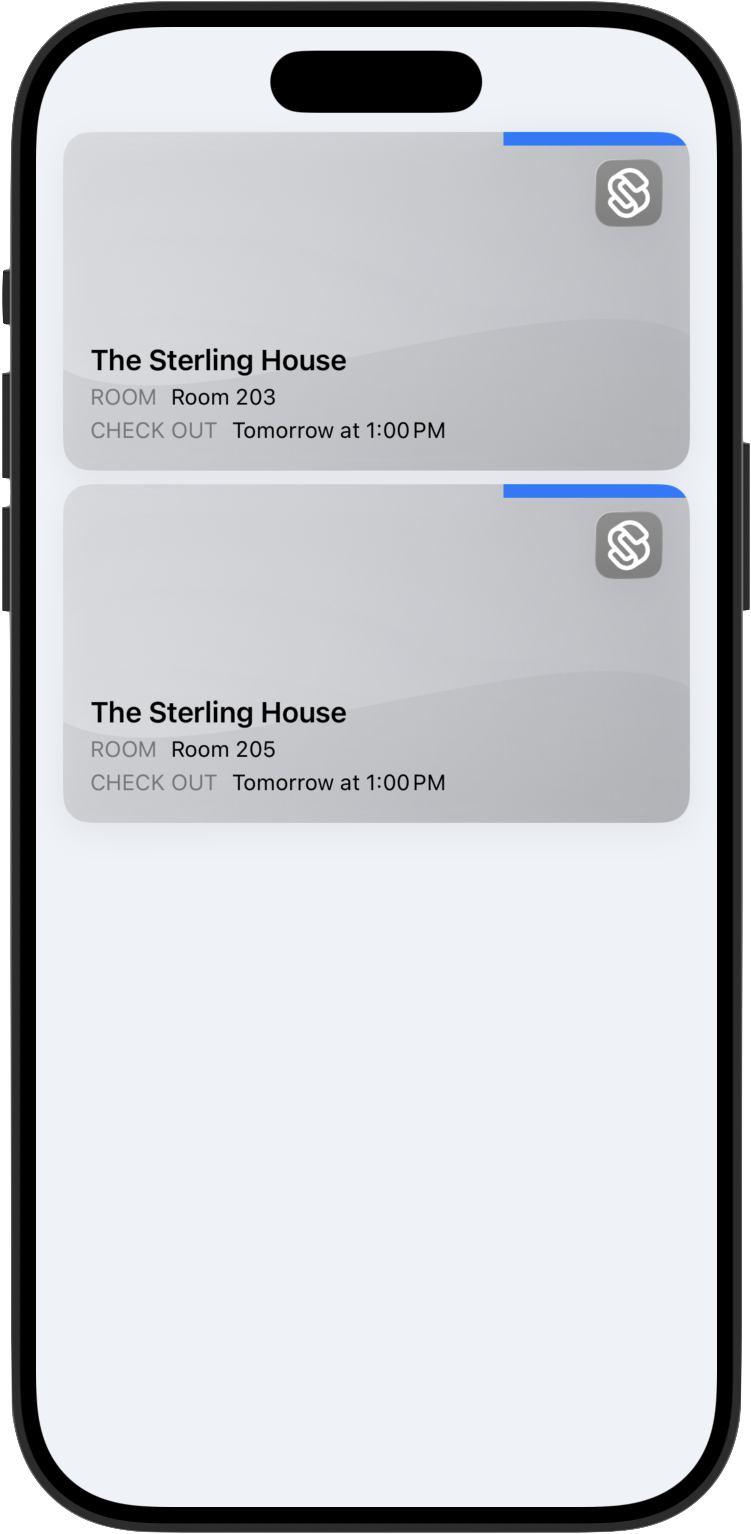 The Sterling House
ROOM Room 203
CHECK OUT Tomorrow at 1:00 PM
The Sterling House
ROOM Room 205
CHECK OUT Tomorrow at 1:00 PM